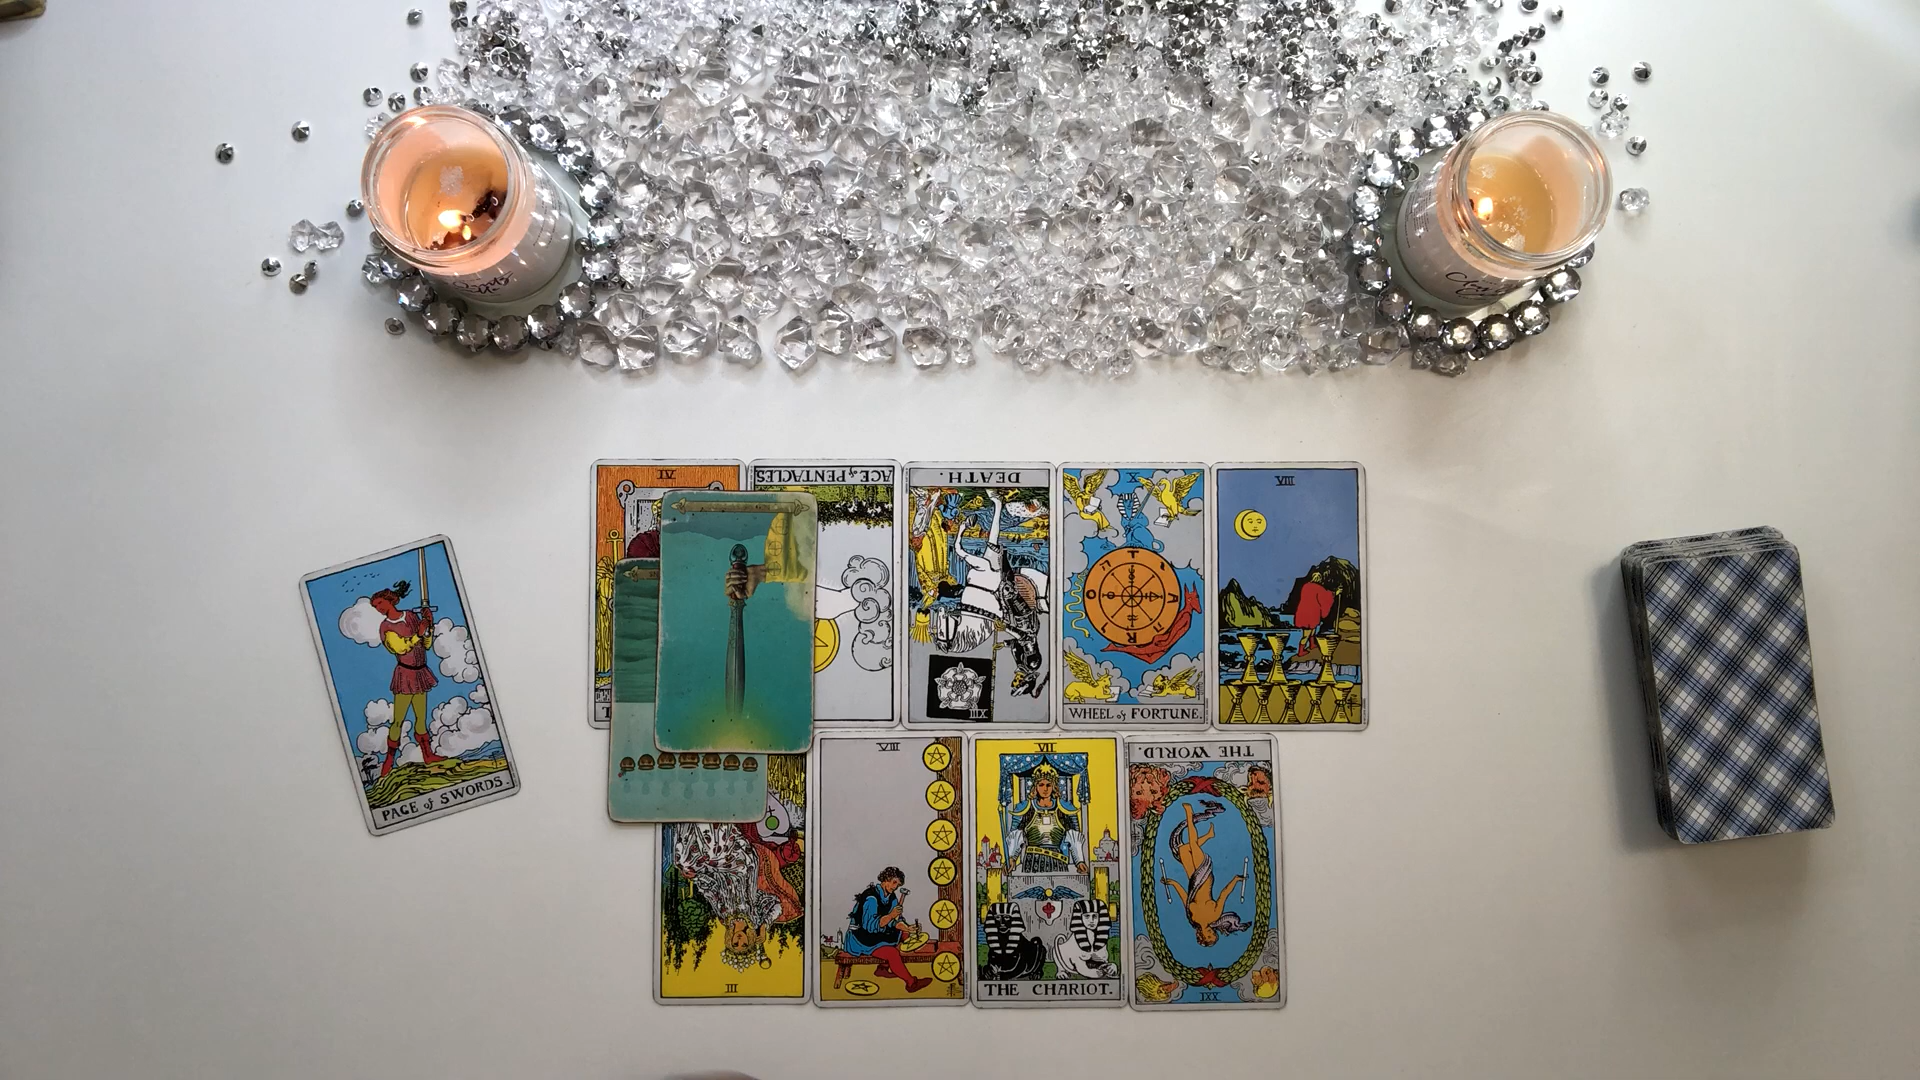 VI
ACE of PENTACLES
DEATH.
XIII
X
T
A
R
O
WHEEL of FORTUNE.
VIII
PAGE of SWORDS.
III
VIII
VII
THE CHARIOT.
THE WORLD.
XXI